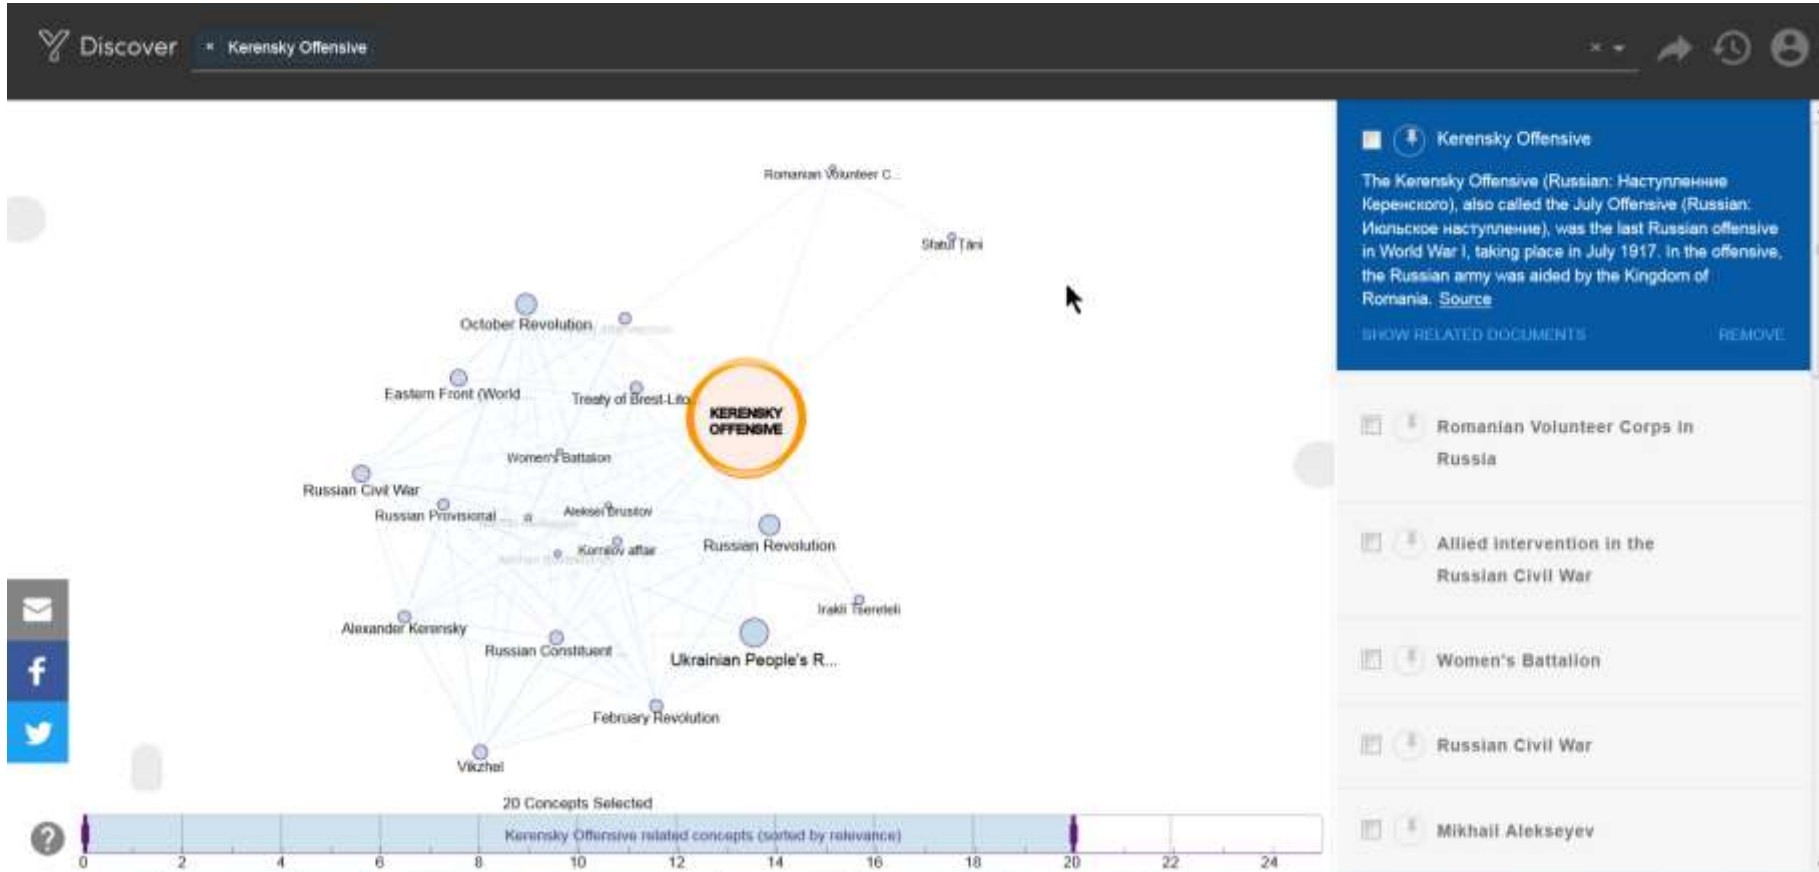 Discover
× Kerensky Offensive
Romanian Volunteer C...
Sfatul Țării
October Revolution
Eastern Front (World
Treaty of Brest-Lito...
KERENSKY
OFFENSIVE
Women's Battalion
Russian Civil War
Russian Provisional ...
Aleksei Brusilov
Kornilov affair
Russian Revolution
Irakli Tsereteli
Alexander Kerensky
Russian Constituent ...
Ukrainian People's R...
February Revolution
Vikzhel
20 Concepts Selected
Kerensky Offensive related concepts (sorted by relevance)
0 2 4 6 8 10 12 14 16 18 20 22 24
Kerensky Offensive
The Kerensky Offensive (Russian: Наступленние
Керенского), also called the July Offensive (Russian:
Июльское наступление), was the last Russian offensive
in World War I, taking place in July 1917. In the offensive,
the Russian army was aided by the Kingdom of
Romania. Source
SHOW RELATED DOCUMENTS REMOVE
Romanian Volunteer Corps in
Russia
Allied intervention in the
Russian Civil War
Women's Battalion
Russian Civil War
Mikhail Alekseyev